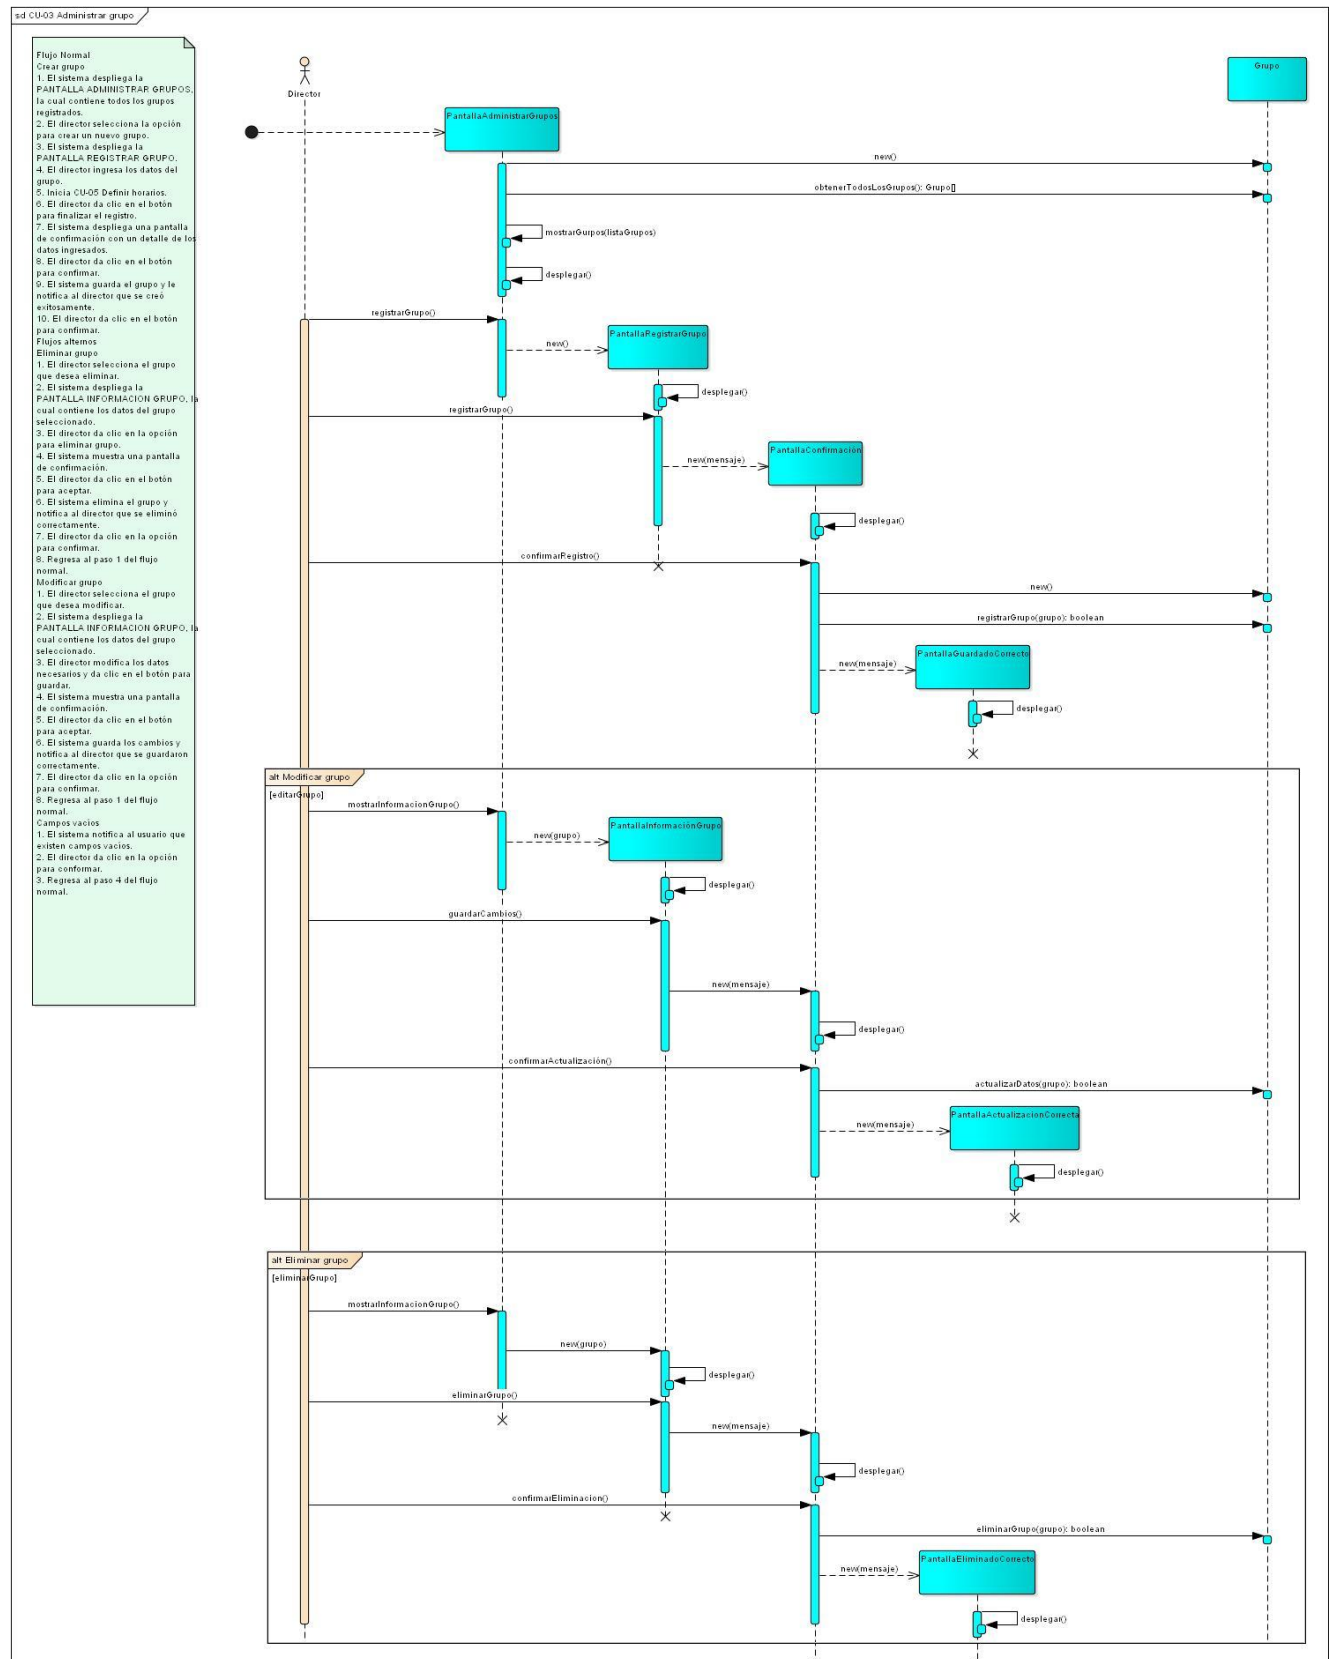 sd CU-03 Administrar grupo
Flujo Normal
Crear grupo
1. El sistema despliega la
PANTALLA ADMINISTRAR GRUPOS,
la cual contiene todos los grupos
registrados.
2. El director selecciona la opción
para crear un nuevo grupo.
3. El sistema despliega la
PANTALLA REGISTRAR GRUPO.
4. El director ingresa los datos del
grupo.
5. Inicia CU-05 Definir horarios.
6. El director da clic en el botón
para finalizar el registro.
7. El sistema despliega una pantalla
de confirmación con un detalle de los
datos ingresados.
8. El director da clic en el botón
para confirmar.
9. El sistema guarda el grupo y le
notifica al director que se creó
exitosamente.
10. El director da clic en el botón
para confirmar.
Flujos alternos
Eliminar grupo
1. El director selecciona el grupo
que desea eliminar.
2. El sistema despliega la
PANTALLA INFORMACION GRUPO, la
cual contiene los datos del grupo
seleccionado.
3. El director da clic en la opción
para eliminar grupo.
4. El sistema muestra una pantalla
de confirmación.
5. El director da clic en el botón
para aceptar.
6. El sistema elimina el grupo y
notifica al director que se eliminó
correctamente.
7. El director da clic en la opción
para confirmar.
8. Regresa al paso 1 del flujo
normal.
Modificar grupo
1. El director selecciona el grupo
que desea modificar.
2. El sistema despliega la
PANTALLA INFORMACION GRUPO, la
cual contiene los datos del grupo
seleccionado.
3. El director modifica los datos
necesarios y da clic en el botón para
guardar.
4. El sistema muestra una pantalla
de confirmación.
5. El director da clic en el botón
para aceptar.
6. El sistema guarda los cambios y
notifica al director que se guardaron
correctamente.
7. El director da clic en la opción
para confirmar.
8. Regresa al paso 1 del flujo
normal.
Campos vacios
1. El sistema notifica al usuario que
existen campos vacios.
2. El director da clic en la opción
para conformar.
3. Regresa al paso 4 del flujo
normal.
Director
Grupo
PantallaAdministrarGrupos
new()
obtenerTodosLosGrupos(): Grupo[]
mostrarGurpos(listaGrupos)
desplegar()
registrarGrupo()
PantallaRegistrarGrupo
new()
desplegar()
registrarGrupo()
PantallaConfirmación
new(mensaje)
desplegar()
confirmarRegistro()
new()
registrarGrupo(grupo): boolean
PantallaGuardadoCorrecto
new(mensaje)
desplegar()
alt Modificar grupo
[editarGrupo]
mostrarInformacionGrupo()
PantallaInformaciónGrupo
new(grupo)
desplegar()
guardarCambios()
new(mensaje)
desplegar()
confirmarActualización()
actualizarDatos(grupo): boolean
PantallaActualizacionCorrecta
new(mensaje)
desplegar()
alt Eliminar grupo
[eliminarGrupo]
mostrarInformacionGrupo()
new(grupo)
desplegar()
eliminarGrupo()
new(mensaje)
desplegar()
confirmarEliminacion()
eliminarGrupo(grupo): boolean
PantallaEliminadoCorrecto
new(mensaje)
desplegar()